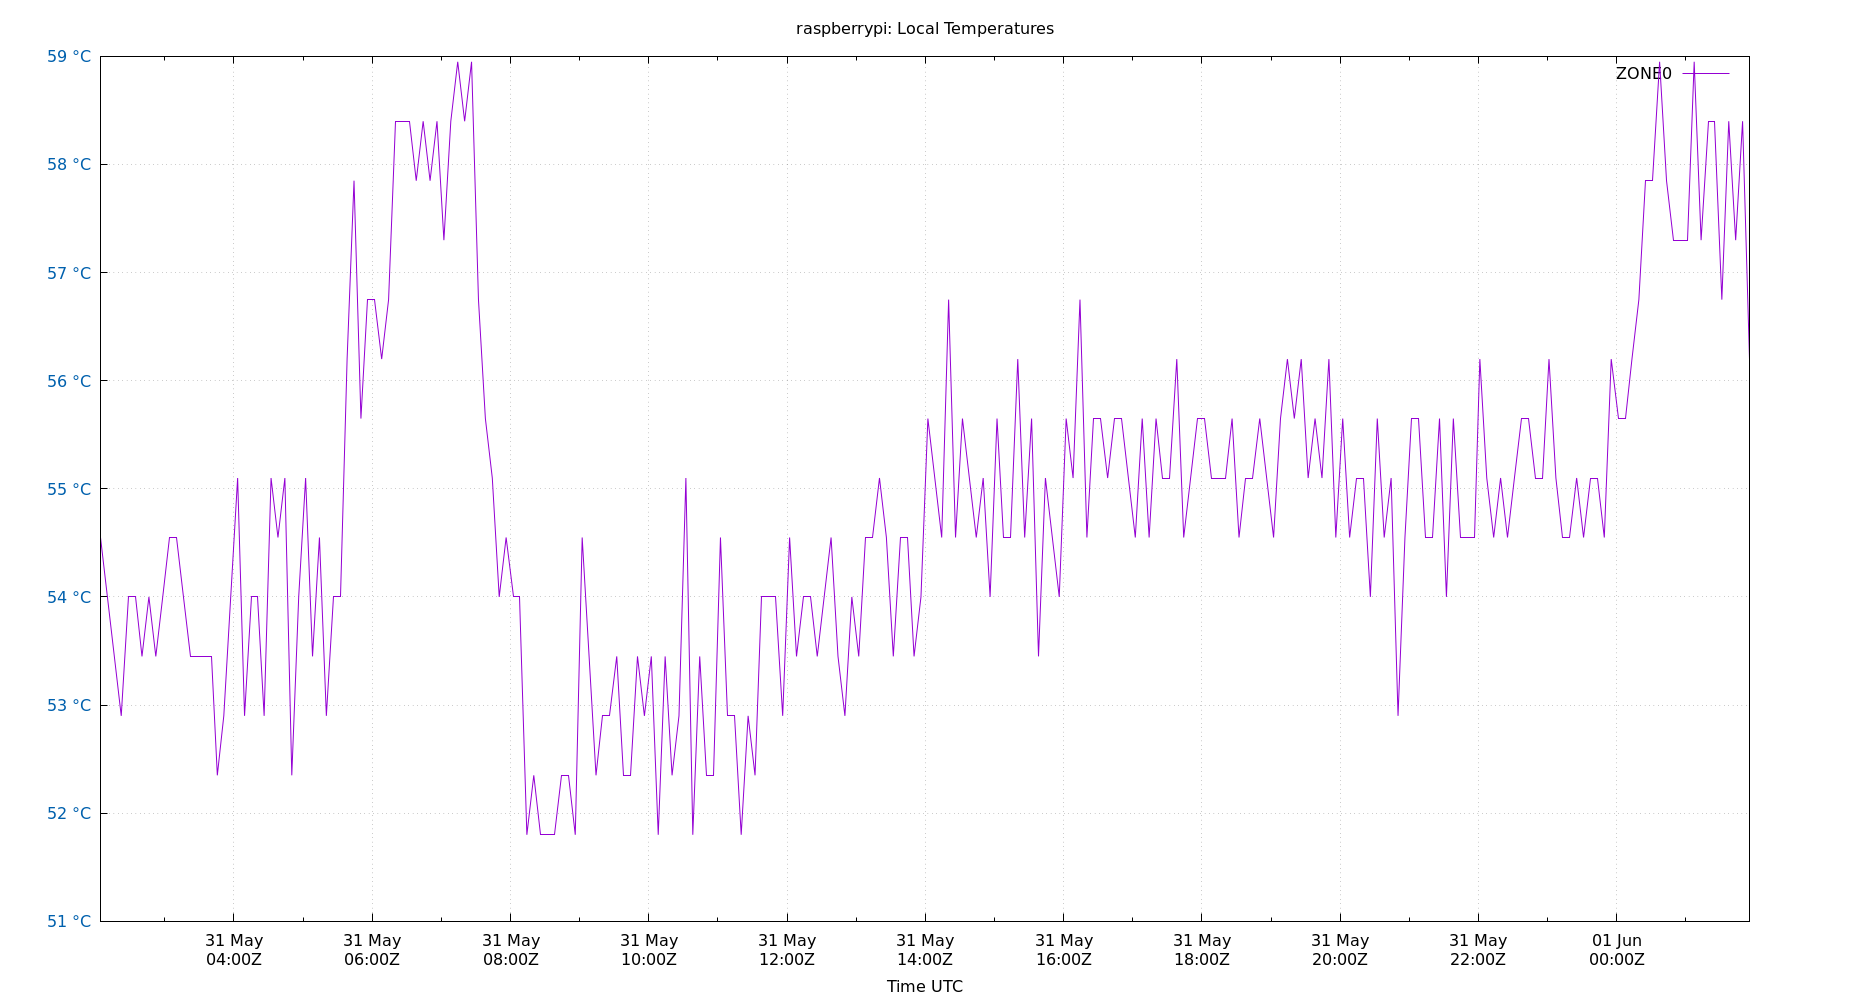 raspberrypi: Local Temperatures
59 °C
ZONE0
58 °C
57 °C
56 °C
55 °C
54 °C
53 °C
52 °C
51 °C
31 May 31 May 31 May 31 May 31 May 31 May 31 May 31 May 31 May 31 May 01 Jun
04:00Z 06:00Z 08:00Z 10:00Z 12:00Z 14:00Z 16:00Z 18:00Z 20:00Z 22:00Z 00:00Z
Time UTC